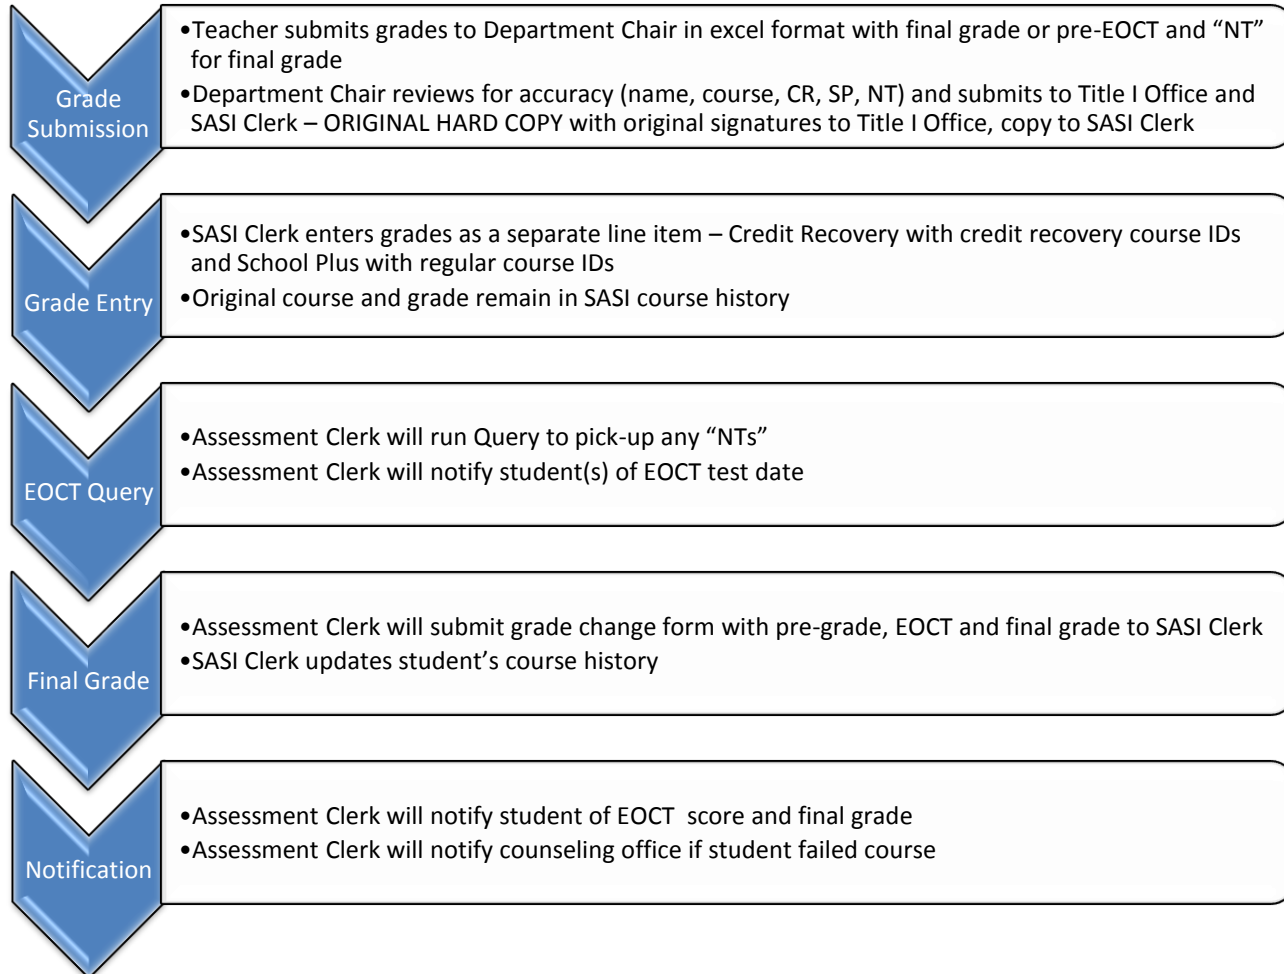 Grade
Submission
•Teacher submits grades to Department Chair in excel format with final grade or pre-EOCT and “NT”
for final grade
•Department Chair reviews for accuracy (name, course, CR, SP, NT) and submits to Title I Office and
SASI Clerk – ORIGINAL HARD COPY with original signatures to Title I Office, copy to SASI Clerk
Grade Entry
•SASI Clerk enters grades as a separate line item – Credit Recovery with credit recovery course IDs
and School Plus with regular course IDs
•Original course and grade remain in SASI course history
EOCT Query
•Assessment Clerk will run Query to pick-up any “NTs”
•Assessment Clerk will notify student(s) of EOCT test date
Final Grade
•Assessment Clerk will submit grade change form with pre-grade, EOCT and final grade to SASI Clerk
•SASI Clerk updates student’s course history
Notification
•Assessment Clerk will notify student of EOCT score and final grade
•Assessment Clerk will notify counseling office if student failed course